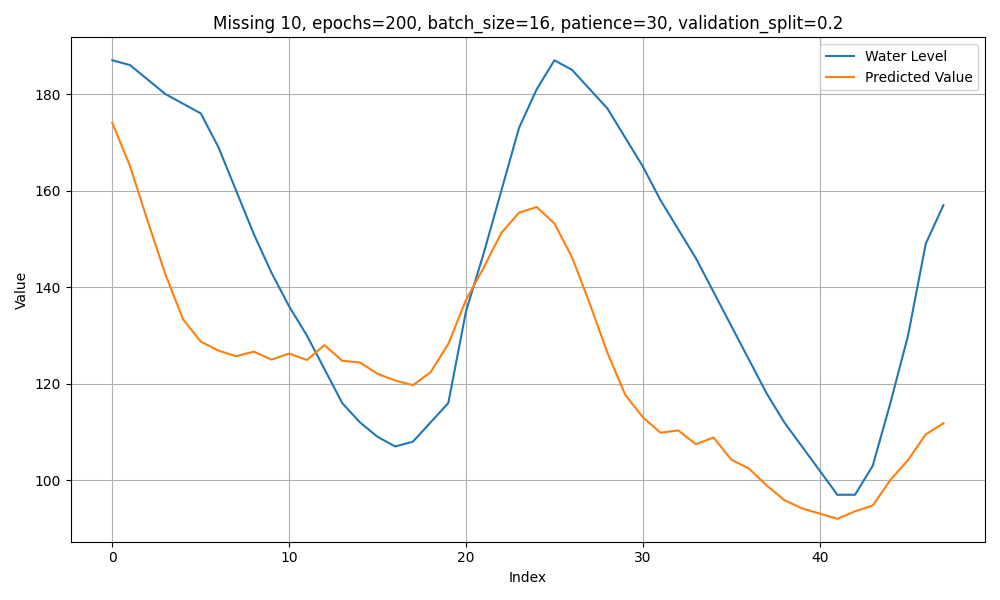 Missing 10, epochs=200, batch_size=16, patience=30, validation_split=0.2
Water Level
Predicted Value
Value
180
160
140
120
100
0 10 20 30 40
Index